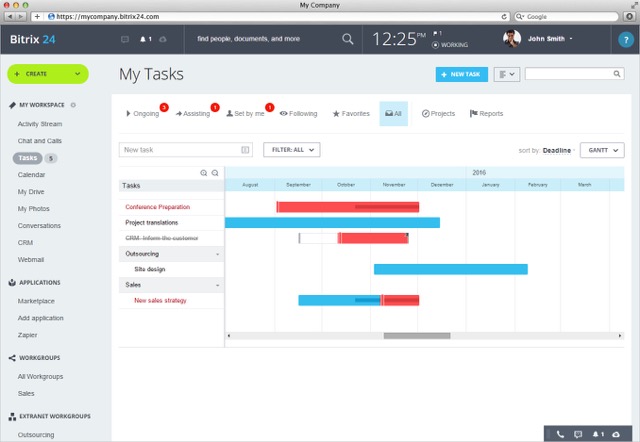 My Company
https://mycompany.bitrix24.com
Google
Bitrix 24
1
find people, documents, and more
12:25 PM
1
WORKING
John Smith
?
+ CREATE
My Tasks
+ NEW TASK
MY WORKSPACE
Activity Stream
Chat and Calls
Tasks 5
Calendar
My Drive
My Photos
Conversations
CRM
Webmail
APPLICATIONS
Marketplace
Add application
Zapier
WORKGROUPS
All Workgroups
Sales
EXTRANET WORKGROUPS
Outsourcing
Ongoing 3
Assisting 1
Set by me 1
Following
Favorites
All
Projects
Reports
New task
FILTER: ALL
sort by Deadline
GANTT
2016
Tasks
August September October November December January February March
Conference Preparation
Project translations
CRM: Inform the customer
Outsourcing
Site design
Sales
New sales strategy
1